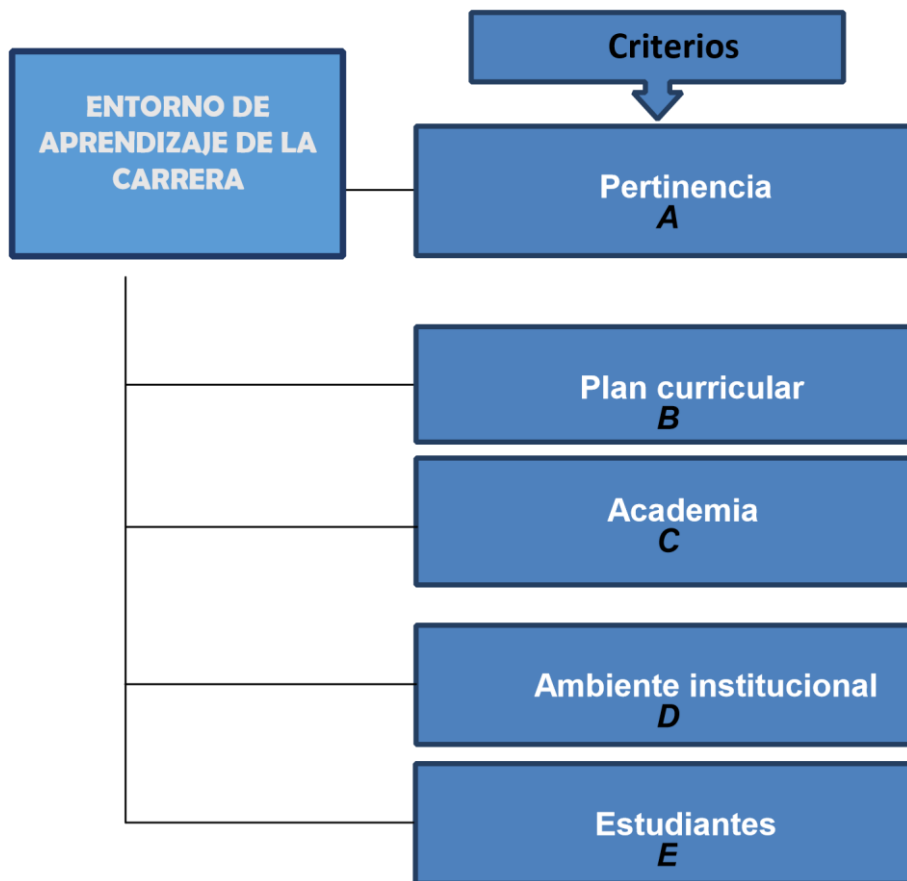 Criterios
ENTORNO DE
APRENDIZAJE DE LA
CARRERA
Pertinencia
A
Plan curricular
B
Academia
C
Ambiente institucional
D
Estudiantes
E